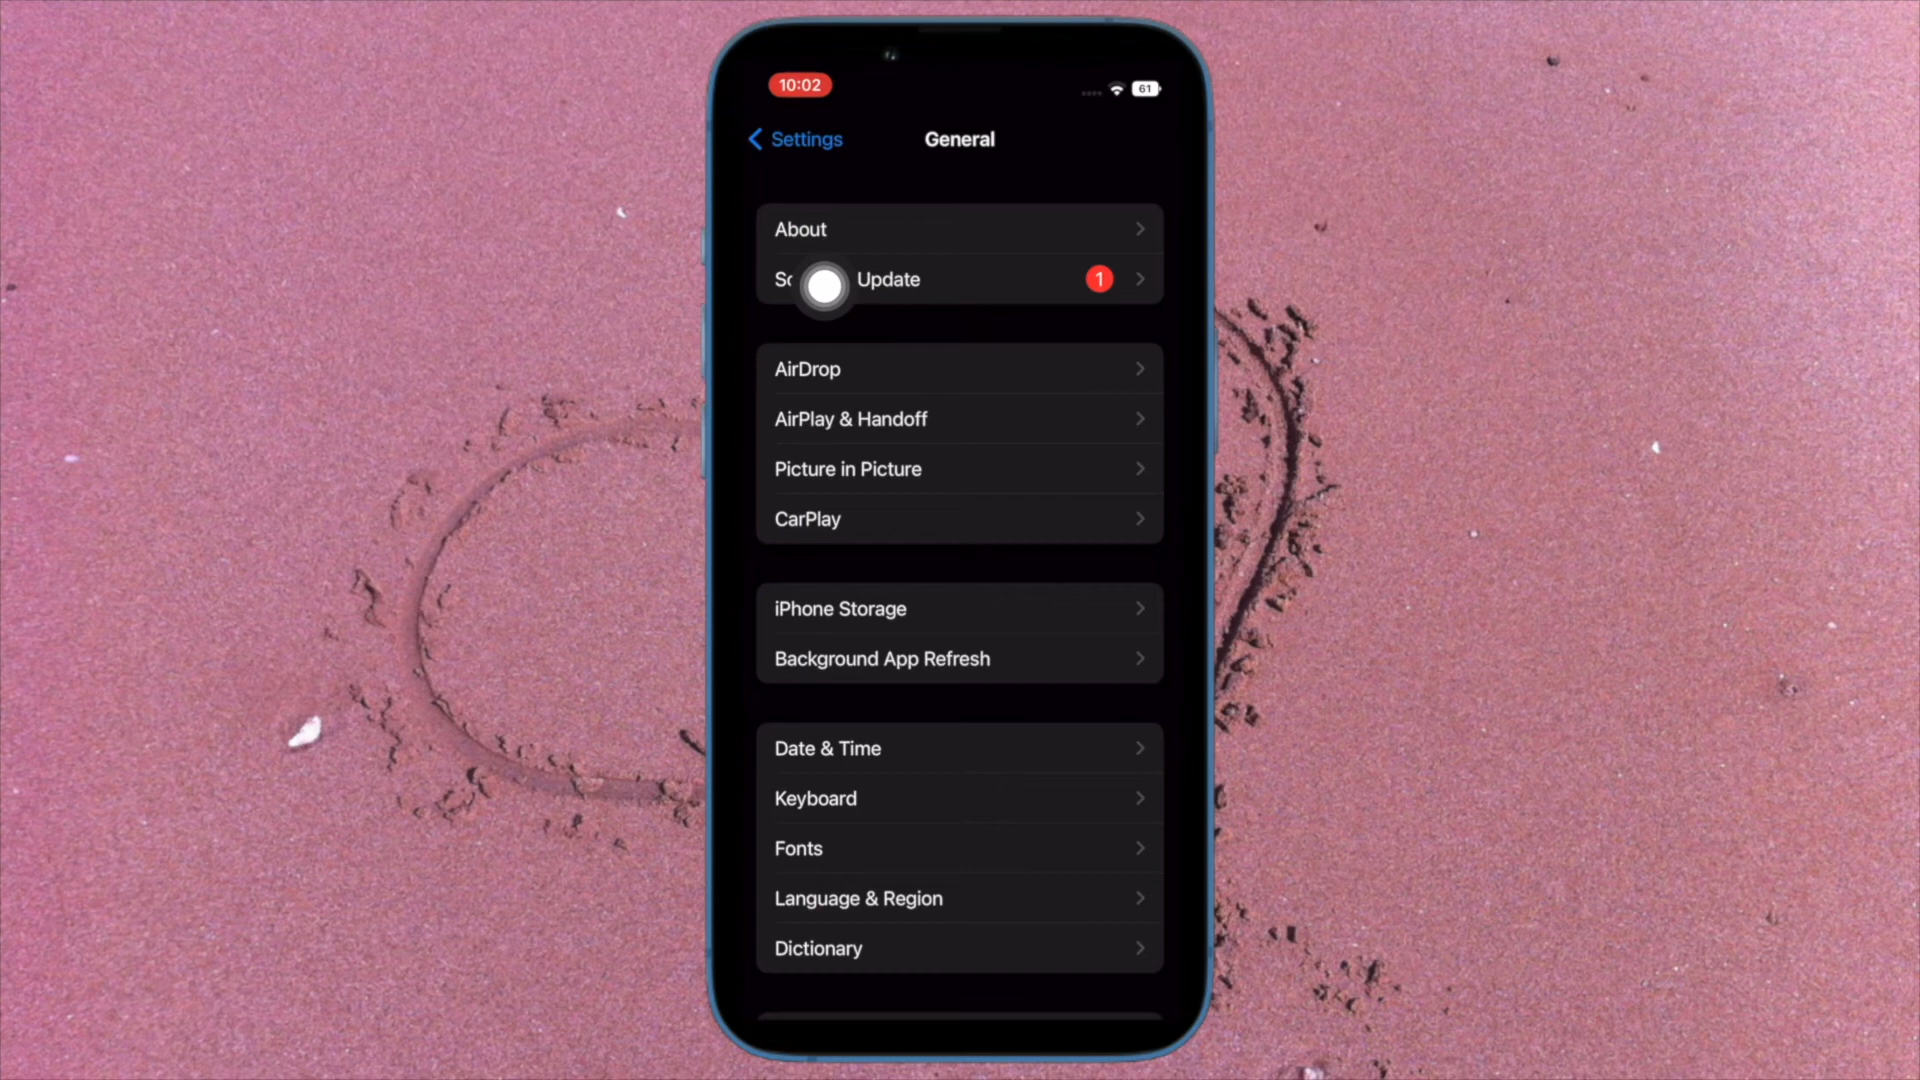 10:02
61
Settings
General
About
So Update
1
AirDrop
AirPlay & Handoff
Picture in Picture
CarPlay
iPhone Storage
Background App Refresh
Date & Time
Keyboard
Fonts
Language & Region
Dictionary